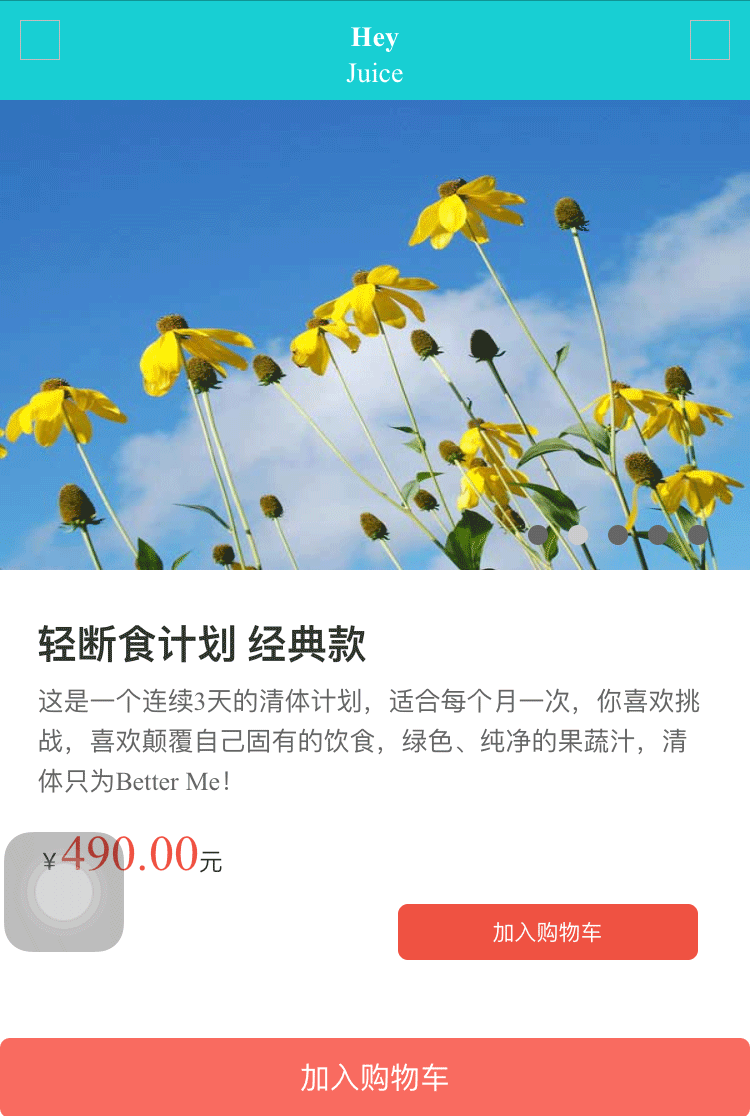 Hey
Juice
轻断食计划 经典款
这是一个连续3天的清体计划，适合每个月一次，你喜欢挑
战，喜欢颠覆自己固有的饮食，绿色、纯净的果蔬汁，清
体只为Better Me！
￥490.00元
加入购物车
加入购物车